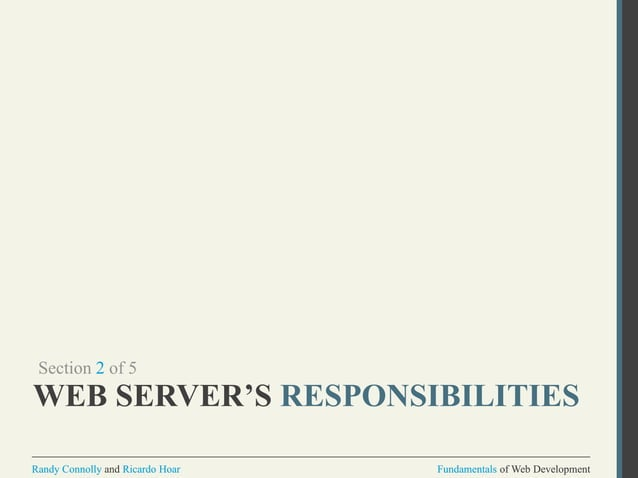 Section 2 of 5
WEB SERVER’S RESPONSIBILITIES
Randy Connolly and Ricardo Hoar
Fundamentals of Web Development